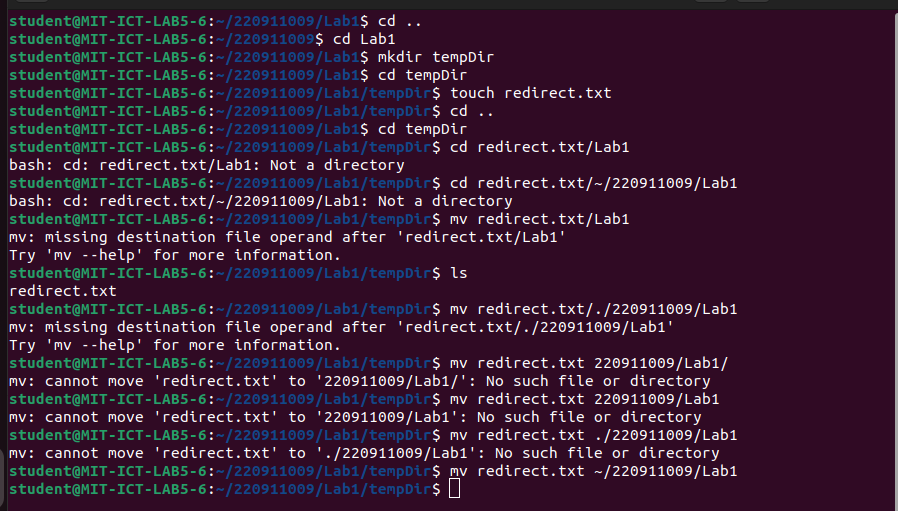 student@MIT-ICT-LAB5-6:~/220911009/Lab1$ cd ..
student@MIT-ICT-LAB5-6:~/220911009$ cd Lab1
student@MIT-ICT-LAB5-6:~/220911009/Lab1$ mkdir tempDir
student@MIT-ICT-LAB5-6:~/220911009/Lab1$ cd tempDir
student@MIT-ICT-LAB5-6:~/220911009/Lab1/tempDir$ touch redirect.txt
student@MIT-ICT-LAB5-6:~/220911009/Lab1/tempDir$ cd ..
student@MIT-ICT-LAB5-6:~/220911009/Lab1$ cd tempDir
student@MIT-ICT-LAB5-6:~/220911009/Lab1/tempDir$ cd redirect.txt/Lab1
bash: cd: redirect.txt/Lab1: Not a directory
student@MIT-ICT-LAB5-6:~/220911009/Lab1/tempDir$ cd redirect.txt/~/220911009/Lab1
bash: cd: redirect.txt/~/220911009/Lab1: Not a directory
student@MIT-ICT-LAB5-6:~/220911009/Lab1/tempDir$ mv redirect.txt/Lab1
mv: missing destination file operand after 'redirect.txt/Lab1'
Try 'mv --help' for more information.
student@MIT-ICT-LAB5-6:~/220911009/Lab1/tempDir$ ls
redirect.txt
student@MIT-ICT-LAB5-6:~/220911009/Lab1/tempDir$ mv redirect.txt/./220911009/Lab1
mv: missing destination file operand after 'redirect.txt/./220911009/Lab1'
Try 'mv --help' for more information.
student@MIT-ICT-LAB5-6:~/220911009/Lab1/tempDir$ mv redirect.txt 220911009/Lab1/
mv: cannot move 'redirect.txt' to '220911009/Lab1/': No such file or directory
student@MIT-ICT-LAB5-6:~/220911009/Lab1/tempDir$ mv redirect.txt 220911009/Lab1
mv: cannot move 'redirect.txt' to '220911009/Lab1': No such file or directory
student@MIT-ICT-LAB5-6:~/220911009/Lab1/tempDir$ mv redirect.txt ./220911009/Lab1
mv: cannot move 'redirect.txt' to './220911009/Lab1': No such file or directory
student@MIT-ICT-LAB5-6:~/220911009/Lab1/tempDir$ mv redirect.txt ~/220911009/Lab1
student@MIT-ICT-LAB5-6:~/220911009/Lab1/tempDir$